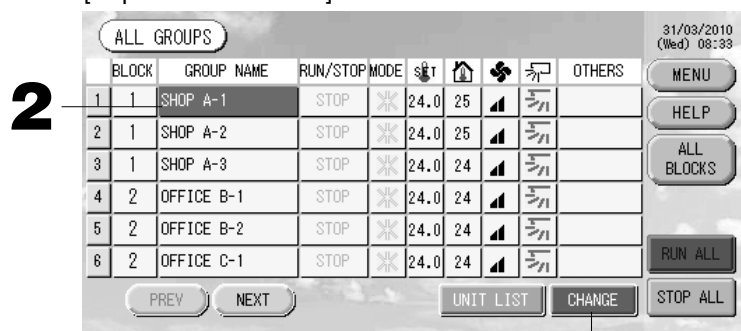 ALL GROUPS
31/03/2010
(Wed) 08:33
BLOCK GROUP NAME RUN/STOP MODE SET OTHERS
MENU
2
1 1 SHOP A-1 STOP 24.0 25
HELP
2 1 SHOP A-2 STOP 24.0 25
ALL
BLOCKS
3 1 SHOP A-3 STOP 24.0 24
4 2 OFFICE B-1 STOP 24.0 24
5 2 OFFICE B-2 STOP 24.0 24
6 2 OFFICE C-1 STOP 24.0 24
RUN ALL
PREV NEXT UNIT LIST CHANGE STOP ALL